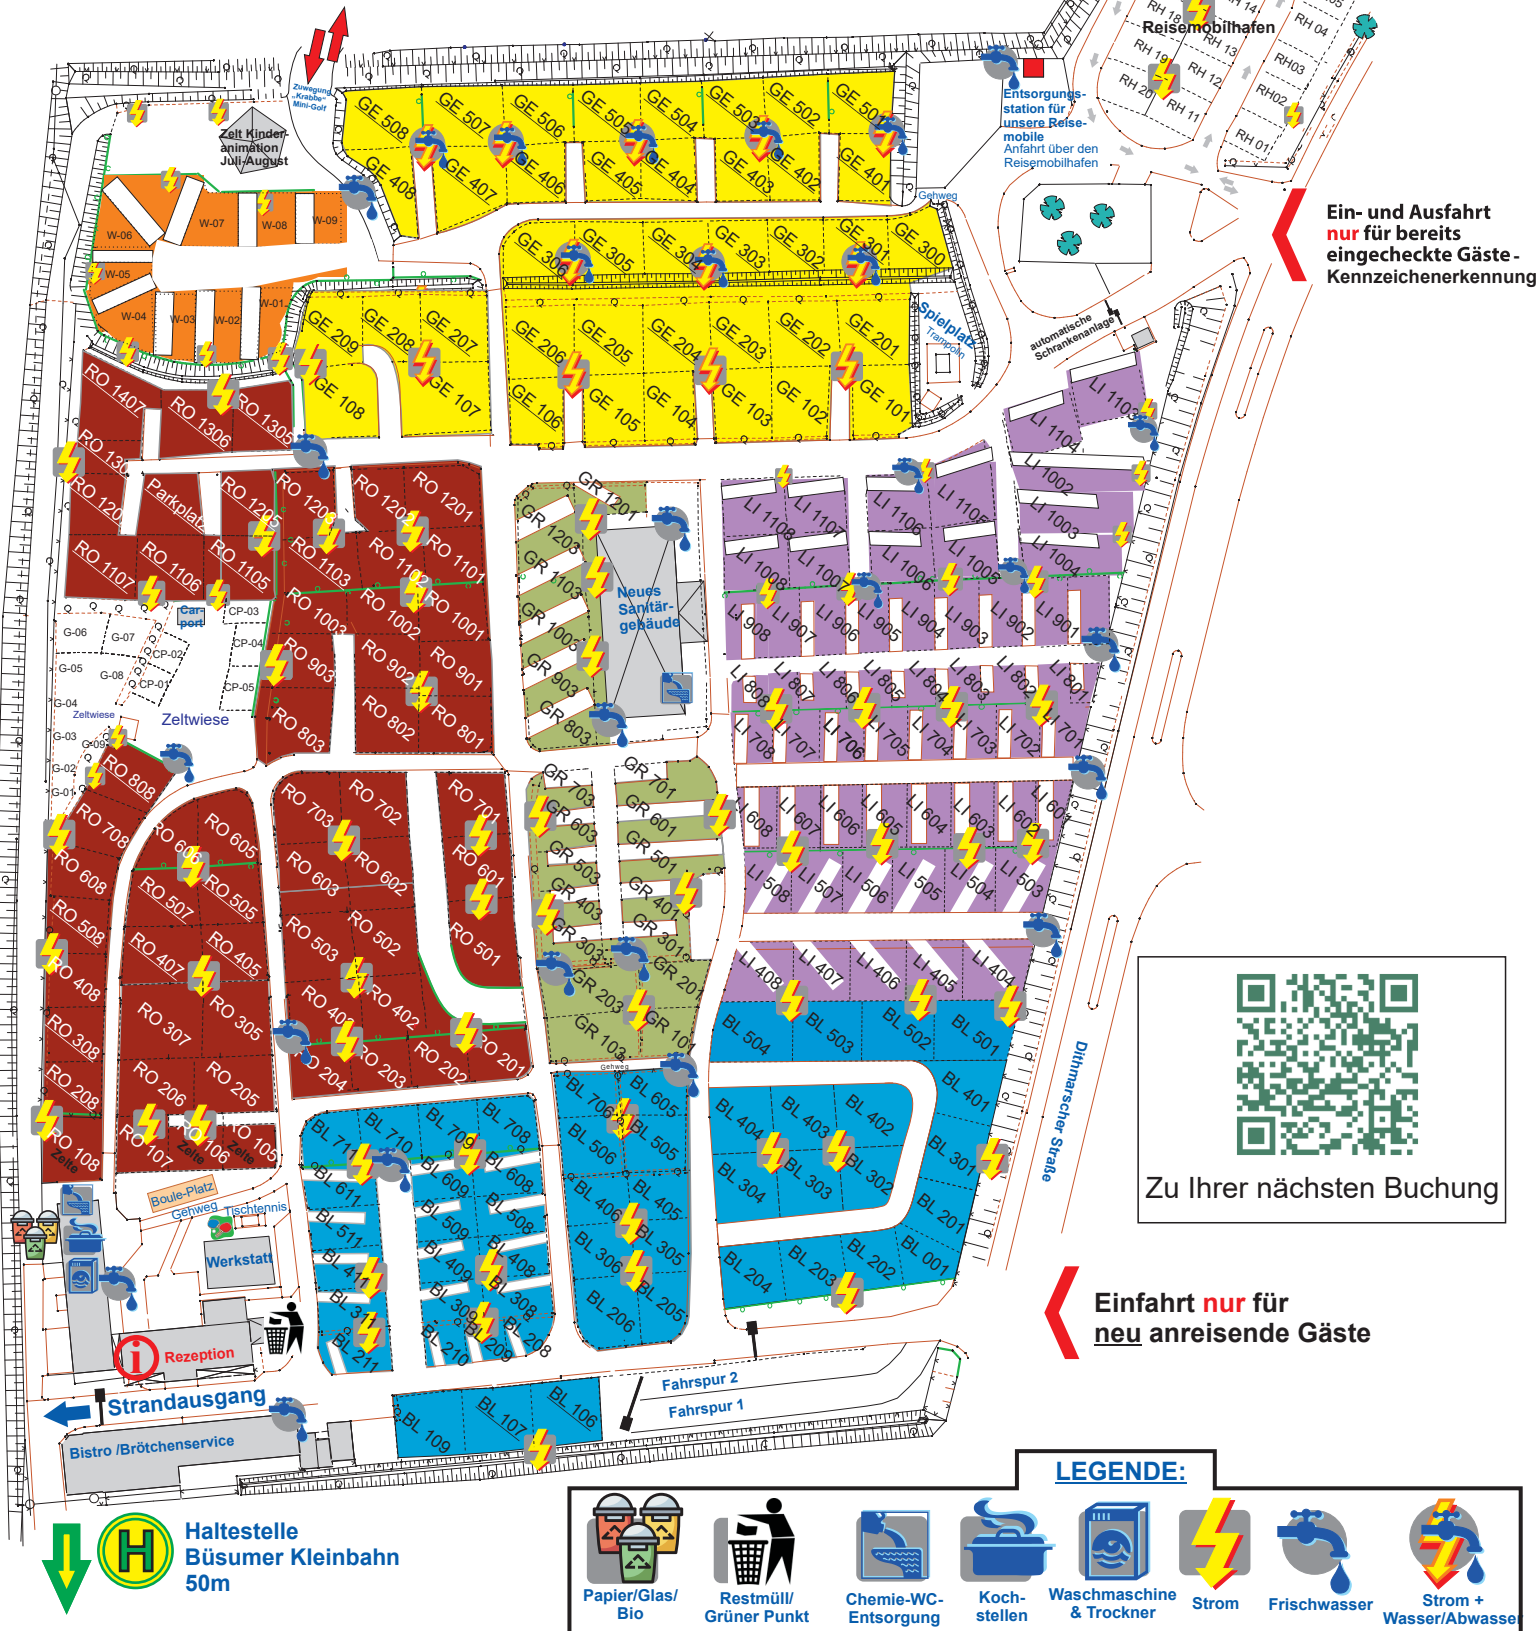 RH 18
RH 14
RH 04
Reisemobilhafen
RH 19
RH 13
RH03
RH 20
RH 12
RH02
RH 11
RH 01
Zuwegung
„Krabbe“
Mini-Golf
Zelt Kinder-
animation
Juli-August
Entsorgungs-
station für
unsere Reise-
mobile
Anfahrt über den
Reisemobilhafen
Gehweg
Ein- und Ausfahrt
nur für bereits
eingecheckte Gäste -
Kennzeichenerkennung
GE 508
GE 507
GE 506
GE 505
GE 504
GE 503
GE 502
GE 501
GE 408
GE 407
GE 406
GE 405
GE 404
GE 403
GE 402
GE 401
GE 306
GE 305
GE 304
GE 303
GE 302
GE 301
GE 300
GE 209
GE 208
GE 207
GE 206
GE 205
GE 204
GE 203
GE 202
GE 201
GE 108
GE 107
GE 106
GE 105
GE 104
GE 103
GE 102
GE 101
W-06
W-07
W-08
W-09
W-05
W-04
W-03
W-02
W-01
Spielplatz
Trampolin
automatische
Schrankenanlage
RO 1407
RO 1306
RO 1305
Parkplatz
RO 1205
RO 1203
RO 1202
RO 1201
RO 1107
RO 1106
RO 1105
RO 1103
RO 1102
RO 1101
Car-
port
CP-03
CP-04
CP-02
CP-01
CP-05
G-06
G-07
G-05
G-08
G-04
G-03
G-09
G-02
G-01
Zeltwiese
Zeltwiese
RO 1003
RO 1002
RO 1001
RO 903
RO 902
RO 901
RO 803
RO 802
RO 801
RO 808
RO 708
RO 608
RO 508
RO 408
RO 308
RO 208
RO 108
Zelte
RO 606
RO 605
RO 507
RO 505
RO 407
RO 405
RO 307
RO 305
RO 206
RO 205
RO 107
RO 106
Zelte
RO 105
Zelte
RO 703
RO 702
RO 701
RO 603
RO 602
RO 601
RO 503
RO 502
RO 501
RO 403
RO 402
RO 204
RO 203
RO 202
RO 201
GR 1201
GR 1203
GR 1103
GR 1003
GR 903
GR 803
Neues
Sanitär-
gebäude
GR 703
GR 701
GR 603
GR 601
GR 503
GR 501
GR 403
GR 401
GR 303
GR 301
GR 203
GR 201
GR 103
GR 101
Gehweg
LI 1103
LI 1104
LI 1002
LI 1003
LI 1004
LI 1108
LI 1107
LI 1106
LI 1105
LI 1008
LI 1007
LI 1006
LI 1005
LI 908
LI 907
LI 906
LI 905
LI 904
LI 903
LI 902
LI 901
LI 808
LI 807
LI 806
LI 805
LI 804
LI 803
LI 802
LI 801
LI 708
LI 707
LI 706
LI 705
LI 704
LI 703
LI 702
LI 701
LI 608
LI 607
LI 606
LI 605
LI 604
LI 603
LI 602
LI 601
LI 508
LI 507
LI 506
LI 505
LI 504
LI 503
LI 408
LI 407
LI 406
LI 405
LI 404
BL 504
BL 503
BL 502
BL 501
BL 404
BL 403
BL 402
BL 401
BL 304
BL 303
BL 302
BL 301
BL 204
BL 203
BL 202
BL 201
BL 001
BL 706
BL 605
BL 506
BL 505
BL 406
BL 405
BL 306
BL 305
BL 206
BL 205
BL 711
BL 710
BL 709
BL 708
BL 611
BL 609
BL 608
BL 511
BL 509
BL 508
BL 411
BL 409
BL 408
BL 311
BL 309
BL 308
BL 211
BL 210
BL 209
BL 208
BL 109
BL 107
BL 106
Dithmarscher Straße
Zu Ihrer nächsten Buchung
Boule-Platz
Gehweg
Tischtennis
Werkstatt
Rezeption
Strandausgang
Bistro /Brötchenservice
Fahrspur 2
Fahrspur 1
Einfahrt nur für
neu anreisende Gäste
H
Haltestelle
Büsumer Kleinbahn
50m
LEGENDE:
Papier/Glas/
Bio
Restmüll/
Grüner Punkt
Chemie-WC-
Entsorgung
Koch-
stellen
Waschmaschine
& Trockner
Strom
Frischwasser
Strom +
Wasser/Abwasser